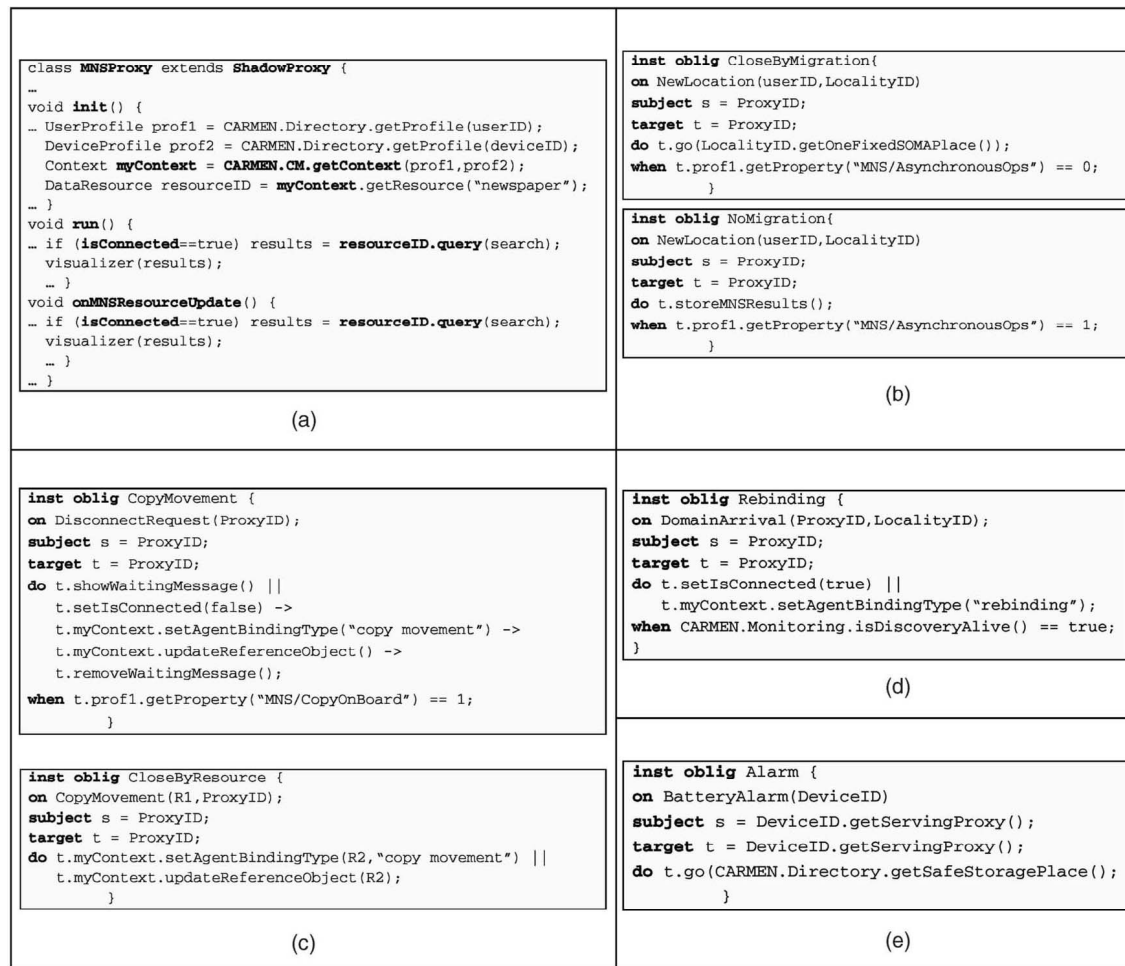 class MNSProxy extends ShadowProxy {
…
void init() {
… UserProfile prof1 = CARMEN.Directory.getProfile(userID);
DeviceProfile prof2 = CARMEN.Directory.getProfile(deviceID);
Context myContext = CARMEN.CM.getContext(prof1,prof2);
DataResource resourceID = myContext.getResource(“newspaper”);
… }
void run() {
… if (isConnected==true) results = resourceID.query(search);
visualizer(results);
… }
void onMNSResourceUpdate() {
… if (isConnected==true) results = resourceID.query(search);
visualizer(results);
… }
… }
(a)
inst oblig CloseByMigration{
on NewLocation(userID,LocalityID)
subject s = ProxyID;
target t = ProxyID;
do t.go(LocalityID.getOneFixedSOMAPlace());
when t.prof1.getProperty(“MNS/AsynchronousOps”) == 0;
}
inst oblig NoMigration{
on NewLocation(userID,LocalityID)
subject s = ProxyID;
target t = ProxyID;
do t.storeMNSResults();
when t.prof1.getProperty(“MNS/AsynchronousOps”) == 1;
}
(b)
inst oblig CopyMovement {
on DisconnectRequest(ProxyID);
subject s = ProxyID;
target t = ProxyID;
do t.showWaitingMessage() ||
t.setIsConnected(false) ->
t.myContext.setAgentBindingType(“copy movement”) ->
t.myContext.updateReferenceObject() ->
t.removeWaitingMessage();
when t.prof1.getProperty(“MNS/CopyOnBoard”) == 1;
}
inst oblig CloseByResource {
on CopyMovement(R1,ProxyID);
subject s = ProxyID;
target t = ProxyID;
do t.myContext.setAgentBindingType(R2,“copy movement”) ||
t.myContext.updateReferenceObject(R2);
}
(c)
inst oblig Rebinding {
on DomainArrival(ProxyID,LocalityID);
subject s = ProxyID;
target t = ProxyID;
do t.setIsConnected(true) ||
t.myContext.setAgentBindingType(“rebinding”);
when CARMEN.Monitoring.isDiscoveryAlive() == true;
}
(d)
inst oblig Alarm {
on BatteryAlarm(DeviceID)
subject s = DeviceID.getServingProxy();
target t = DeviceID.getServingProxy();
do t.go(CARMEN.Directory.getSafeStoragePlace();
}
(e)